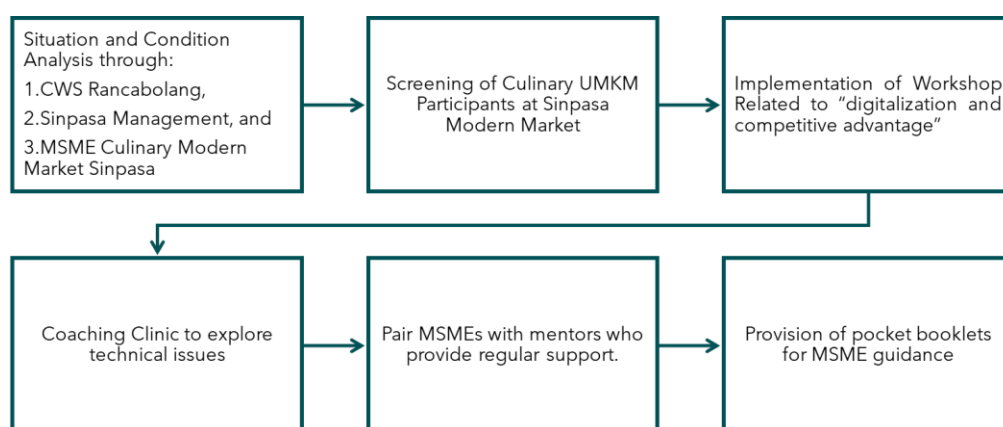 Situation and Condition
Analysis through:
1.CWS Rancabolang,
2.Sinpasa Management, and
3.MSME Culinary Modern
Market Sinpasa
Screening of Culinary UMKM
Participants at Sinpasa
Modern Market
Implementation of Workshop
Related to “digitalization and
competitive advantage“
Coaching Clinic to explore
technical issues
Pair MSMEs with mentors who
provide regular support.
Provision of pocket booklets
for MSME guidance